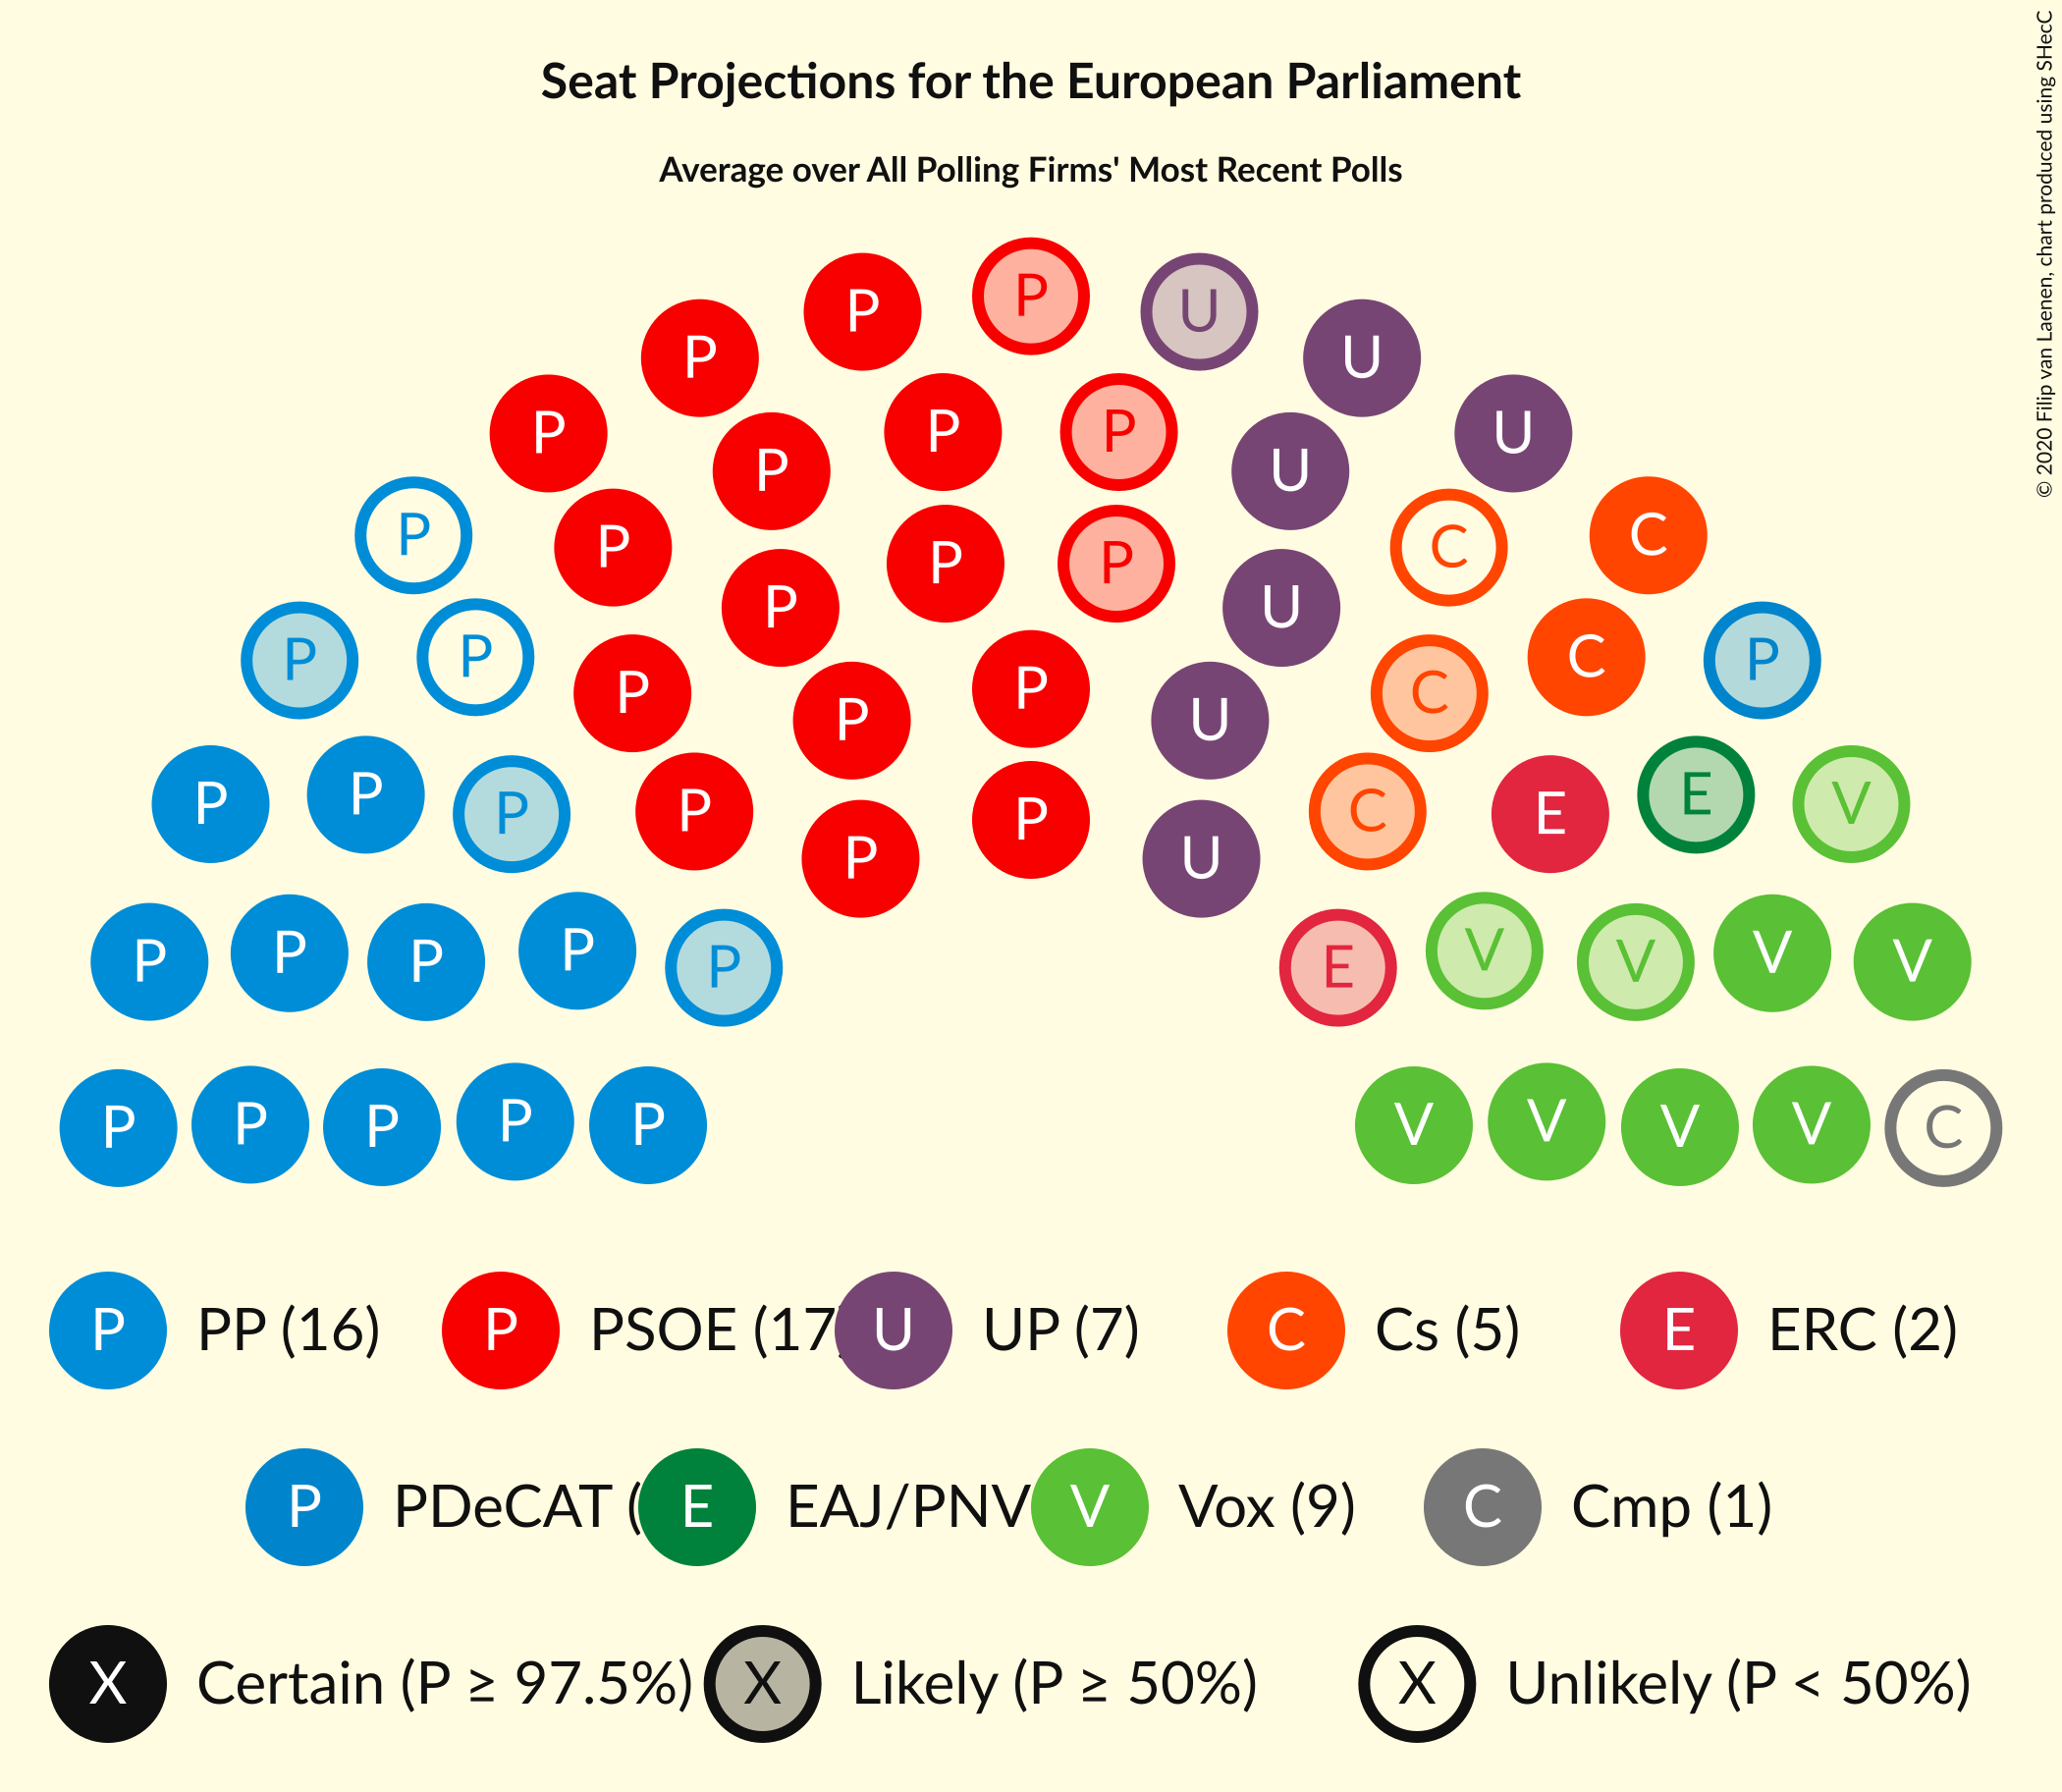 Seat Projections for the European Parliament
Average over All Polling Firms' Most Recent Polls
© 2020 Filip van Laenen, chart produced using SHecC
P U
P U
P P U
P P
P U
P P C C
P P
P U
P P P C P
P P U
P P P E E V
P P C
P U
P P P P P E V V V V
P P P P P V V V V C
P PP (16) P PSOE (17 U UP (7) C Cs (5) E ERC (2)
P PDeCAT ( E EAJ/PNV V Vox (9) C Cmp (1)
X Certain (P ≥ 97.5%) X Likely (P ≥ 50%) X Unlikely (P < 50%)